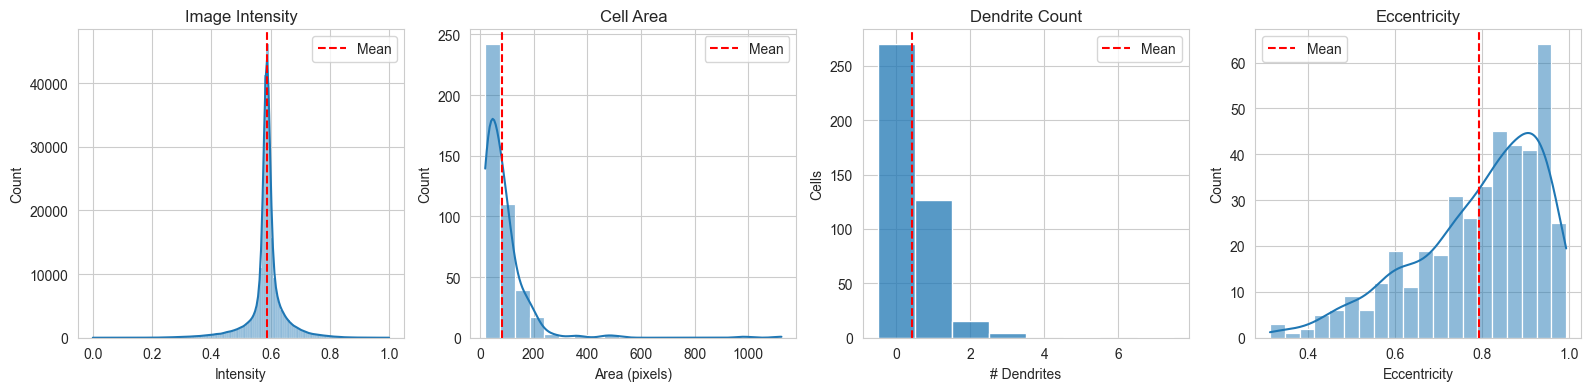 Image Intensity
Count
40000
30000
20000
10000
0
0.0 0.2 0.4 0.6 0.8 1.0
Intensity
Mean
Cell Area
Count
250
200
150
100
50
0
0 200 400 600 800 1000
Area (pixels)
Mean
Dendrite Count
Cells
250
200
150
100
50
0
0 2 4 6
# Dendrites
Mean
Eccentricity
Count
60
50
40
30
20
10
0
0.4 0.6 0.8 1.0
Eccentricity
Mean